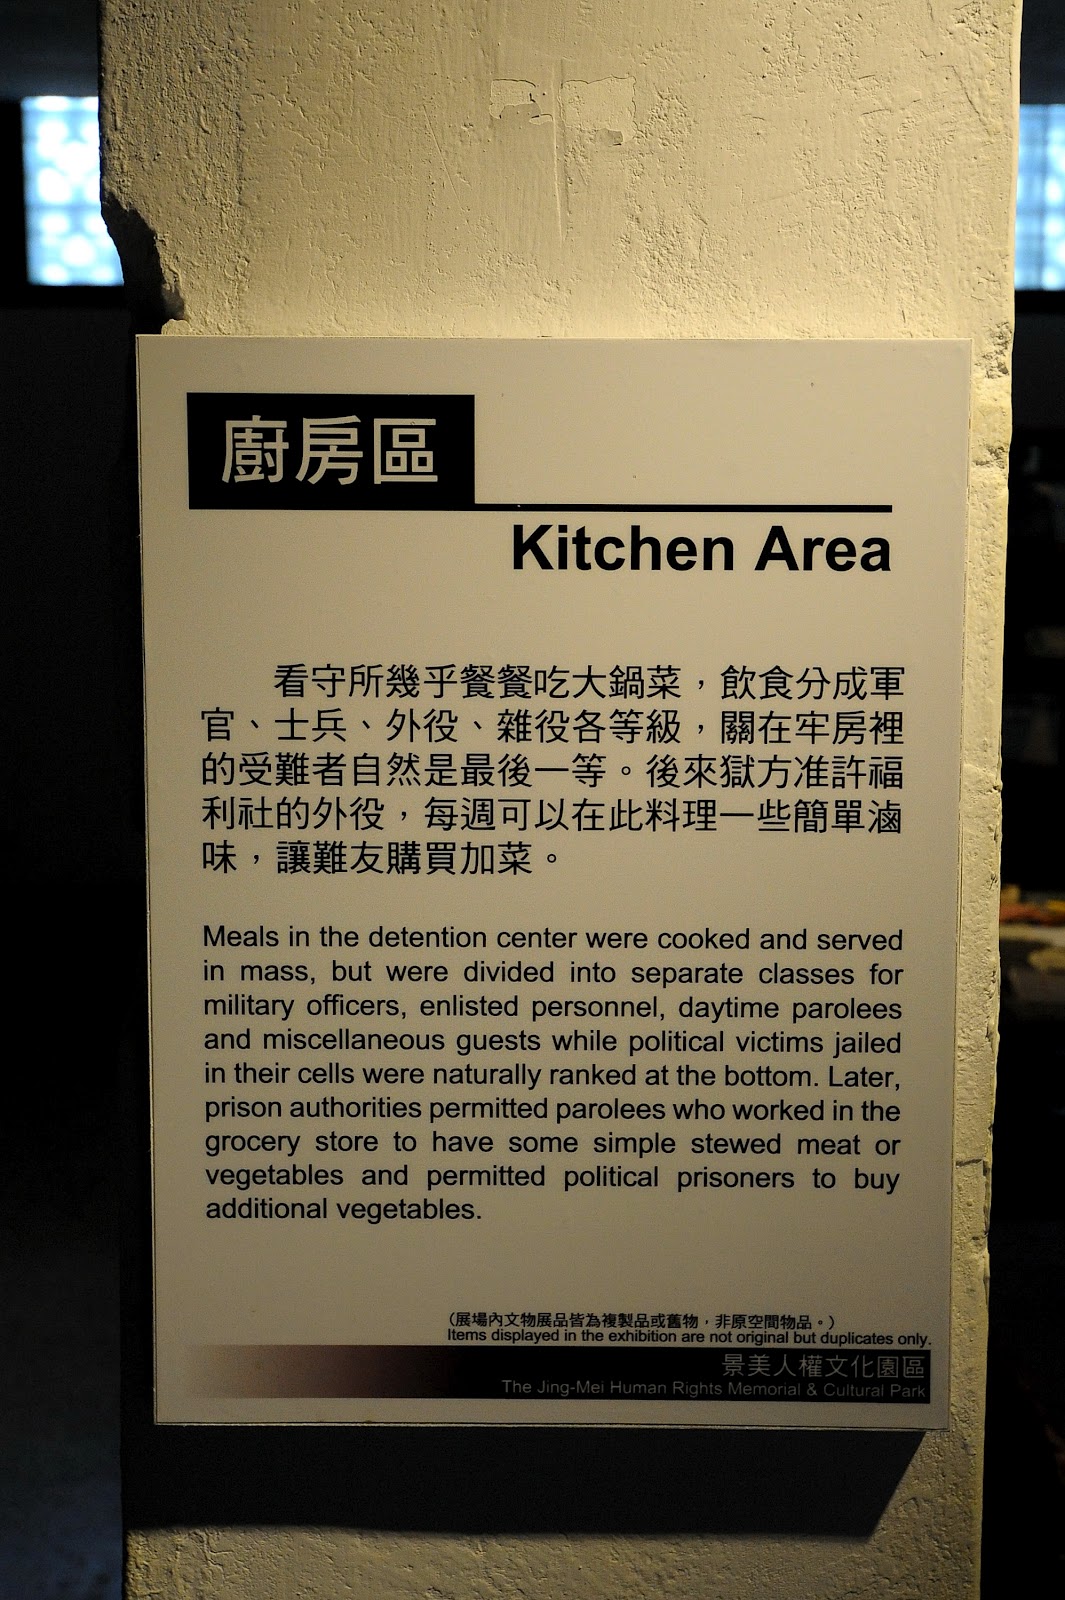 廚房區
Kitchen Area
看守所幾乎餐餐吃大鍋菜，飲食分成軍
官、士兵、外役、雜役各等級，關在牢房裡
的受難者自然是最後一等。後來獄方准許福
利社的外役，每週可以在此料理一些簡單滷
味，讓難友購買加菜。
Meals in the detention center were cooked and served
in mass, but were divided into separate classes for
military officers, enlisted personnel, daytime parolees
and miscellaneous guests while political victims jailed
in their cells were naturally ranked at the bottom. Later,
prison authorities permitted parolees who worked in the
grocery store to have some simple stewed meat or
vegetables and permitted political prisoners to buy
additional vegetables.
（展場內文物展品皆為複製品或舊物，非原空間物品。）
Items displayed in the exhibition are not original but duplicates only.
景美人權文化園區
The Jing-Mei Human Rights Memorial & Cultural Park